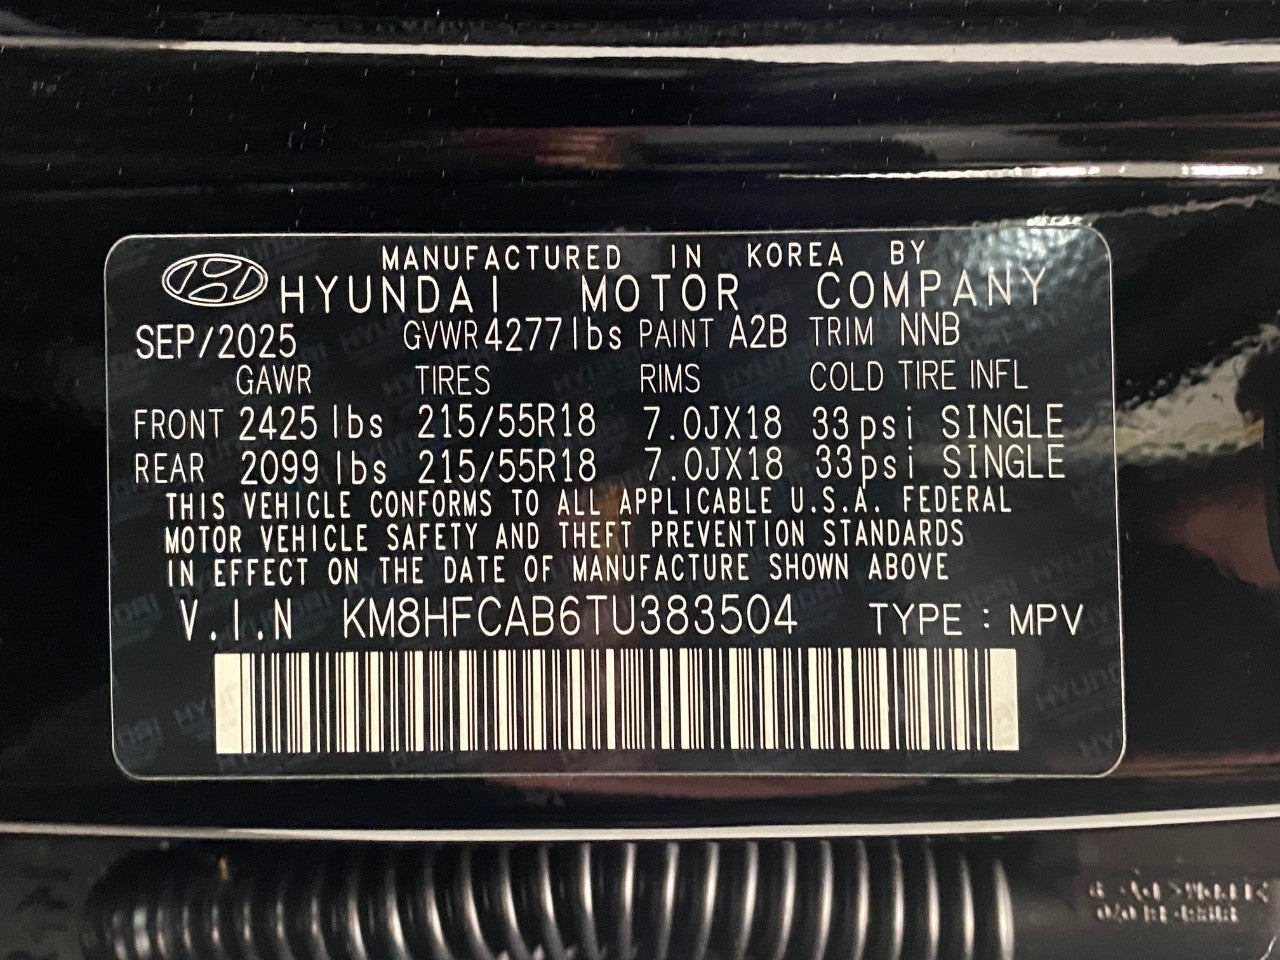 MANUFACTURED IN KOREA BY
HYUNDAI MOTOR COMPANY
SEP/2025 GVWR 4277lbs PAINT A2B TRIM NNB
GAWR TIRES RIMS COLD TIRE INFL
FRONT 2425 lbs 215/55R18 7.0JX18 33psi SINGLE
REAR 2099 lbs 215/55R18 7.0JX18 33psi SINGLE
THIS VEHICLE CONFORMS TO ALL APPLICABLE U.S.A. FEDERAL
MOTOR VEHICLE SAFETY AND THEFT PREVENTION STANDARDS
IN EFFECT ON THE DATE OF MANUFACTURE SHOWN ABOVE
V.I.N KM8HFCAB6TU383504 TYPE : MPV